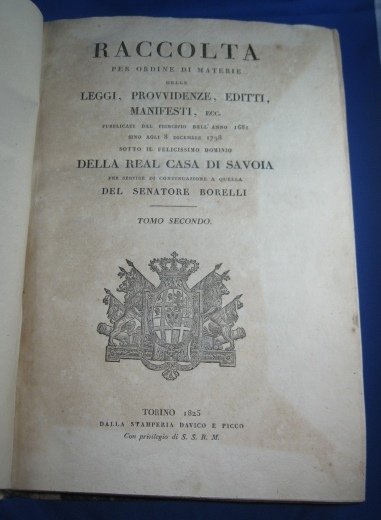 RACCOLTA
PER ORDINE DI MATERIE
DELLE
LEGGI, PROVVIDENZE, EDITTI,
MANIFESTI, ECC.
PUBBLICATI DAL PRINCIPIO DELL'ANNO 1681
SINO AGLI 8 DICEMBRE 1798
SOTTO IL FELICISSIMO DOMINIO
DELLA REAL CASA DI SAVOIA
PER SERVIRE DI CONTINUAZIONE A QUELLA
DEL SENATORE BORELLI
TOMO SECONDO.
TORINO 1825
DALLA STAMPERIA DAVICO E PICCO
Con privilegio di S. S. R. M.